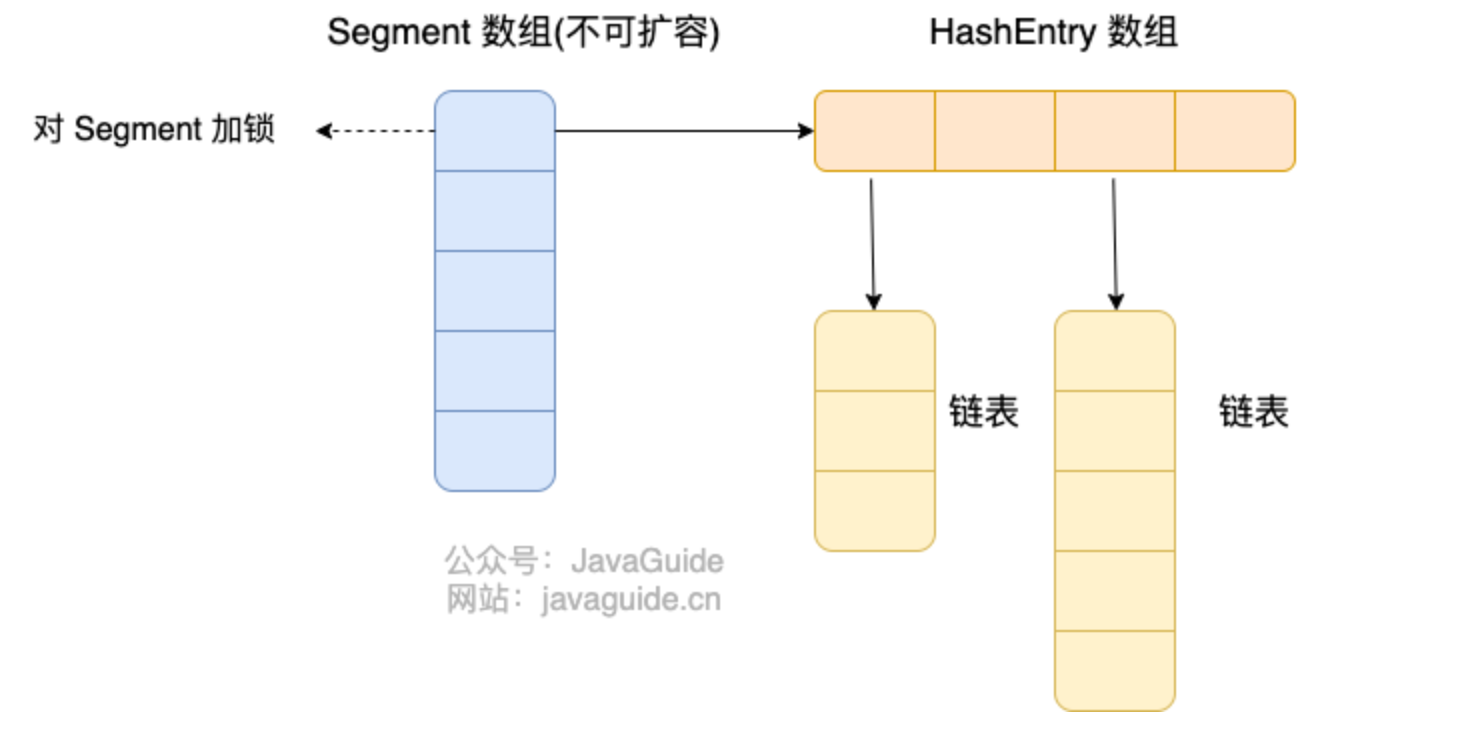 Segment 数组(不可扩容)
HashEntry 数组
对 Segment 加锁
链表
链表
公众号：JavaGuide
网站：javaguide.cn